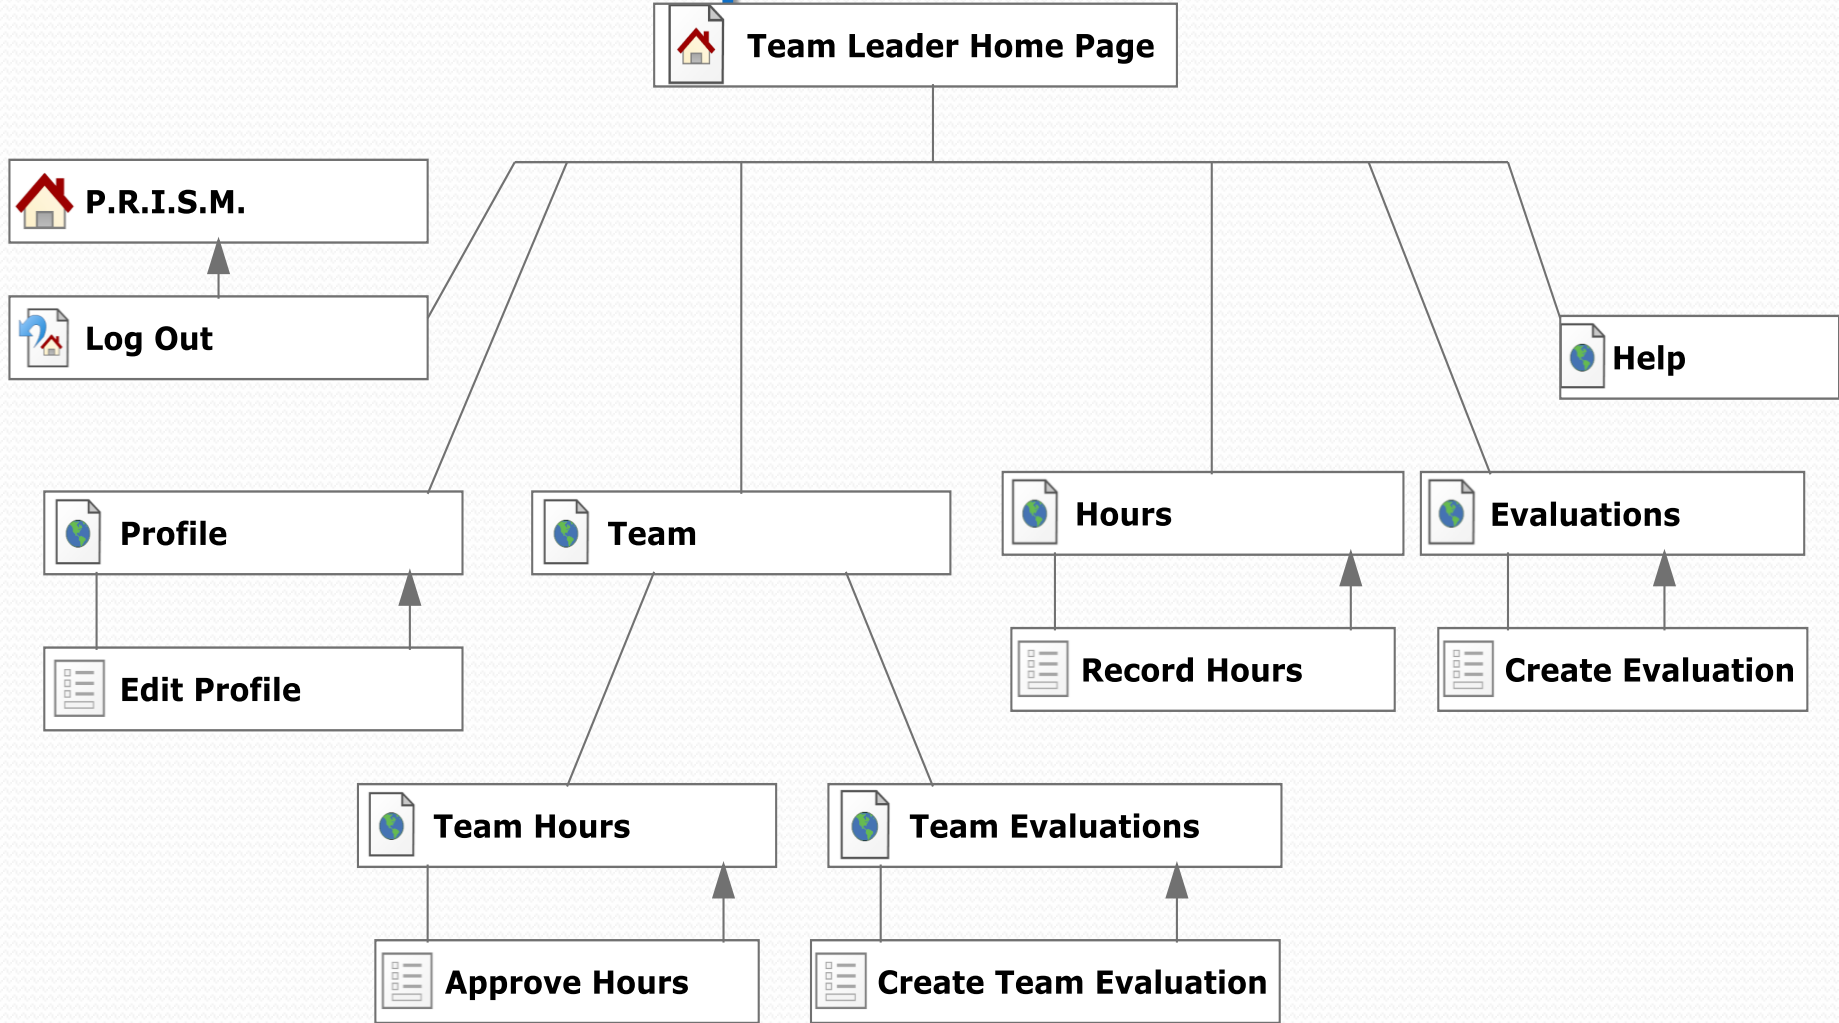 Team Leader Home Page
P.R.I.S.M.
Log Out
Help
Profile
Team
Hours
Evaluations
Edit Profile
Record Hours
Create Evaluation
Team Hours
Team Evaluations
Approve Hours
Create Team Evaluation